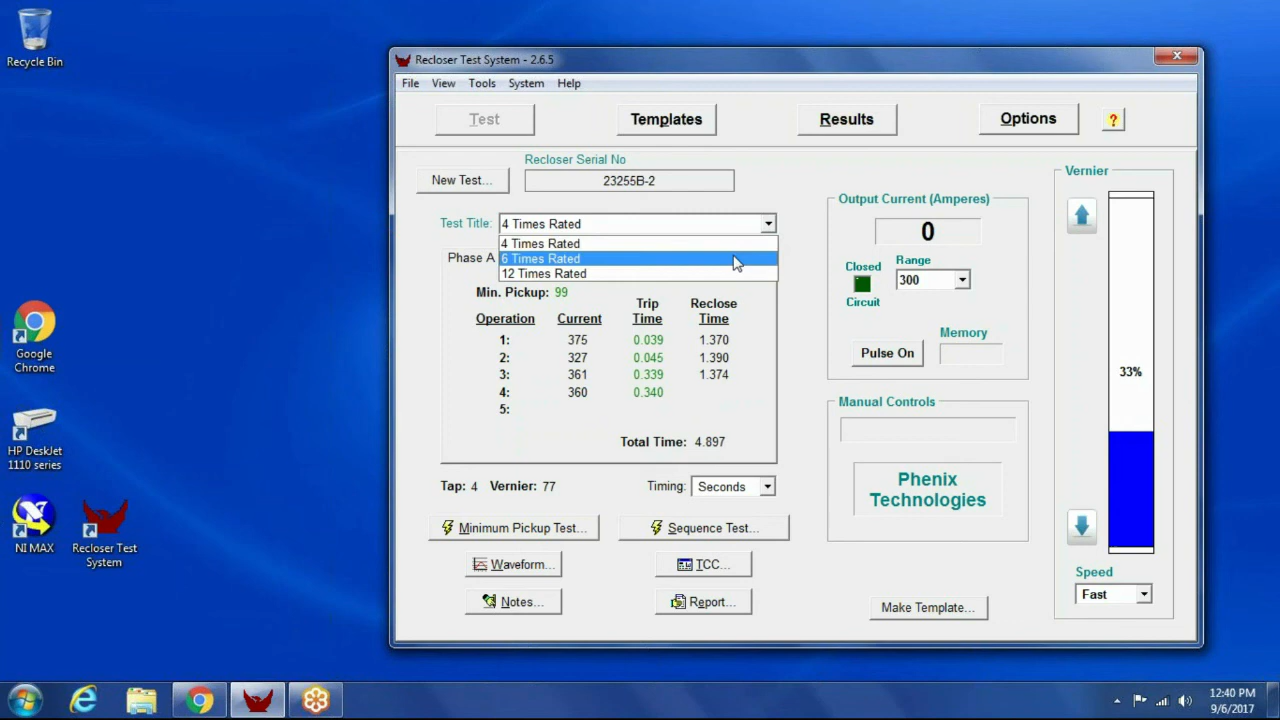 Recycle Bin
Google
Chrome
HP DeskJet
1110 series
NI MAX
Recloser Test
System
Recloser Test System - 2.6.5
File View Tools System Help
Test Templates Results Options ?
New Test...
Recloser Serial No
23255B-2
Test Title: 4 Times Rated
4 Times Rated
6 Times Rated
12 Times Rated
Phase A
Min. Pickup: 99
Operation Current Trip Time Reclose Time
1: 375 0.039 1.370
2: 327 0.045 1.390
3: 361 0.339 1.374
4: 360 0.340
5:
Total Time: 4.897
Tap: 4 Vernier: 77 Timing: Seconds
Minimum Pickup Test... Sequence Test...
Waveform... TCC...
Notes... Report...
Output Current (Amperes)
0
Closed
Circuit
Range
300
Pulse On
Memory
Manual Controls
Phenix
Technologies
Make Template...
Vernier
33%
Speed
Fast
12:40 PM
9/6/2017